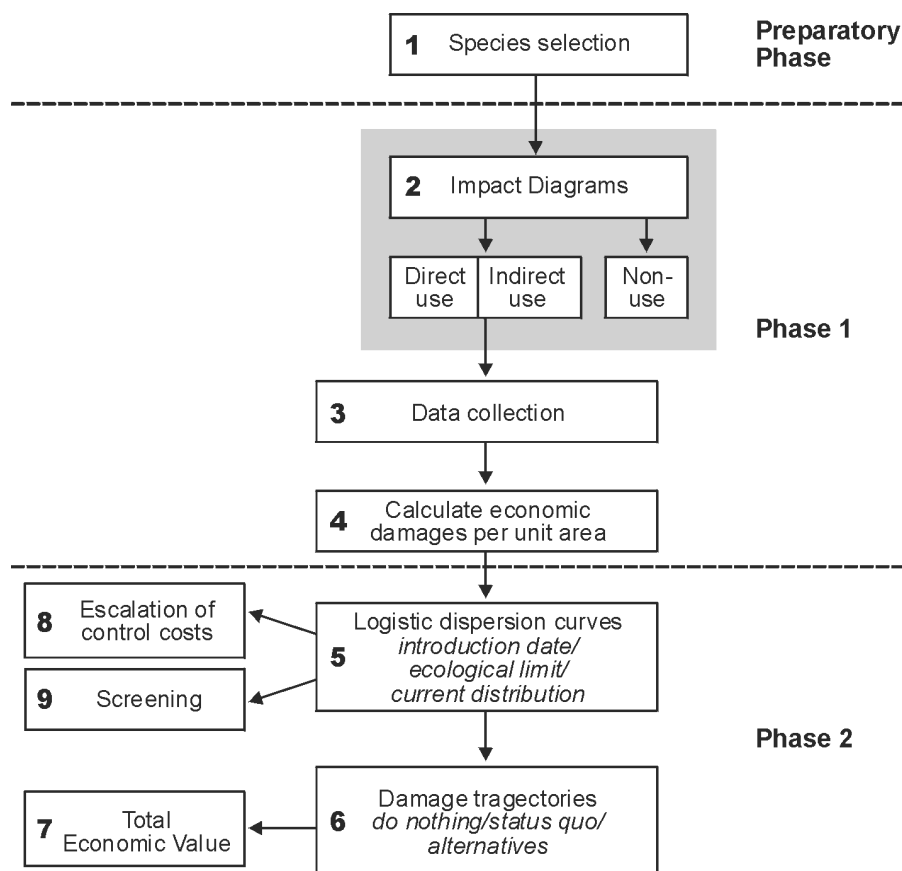 1 Species selection
Preparatory
Phase
2 Impact Diagrams
Direct
use
Indirect
use
Non-
use
Phase 1
3 Data collection
4 Calculate economic
damages per unit area
8 Escalation of
control costs
5 Logistic dispersion curves
introduction date/
ecological limit/
current distribution
9 Screening
Phase 2
6 Damage tragectories
do nothing/status quo/
alternatives
7 Total
Economic Value